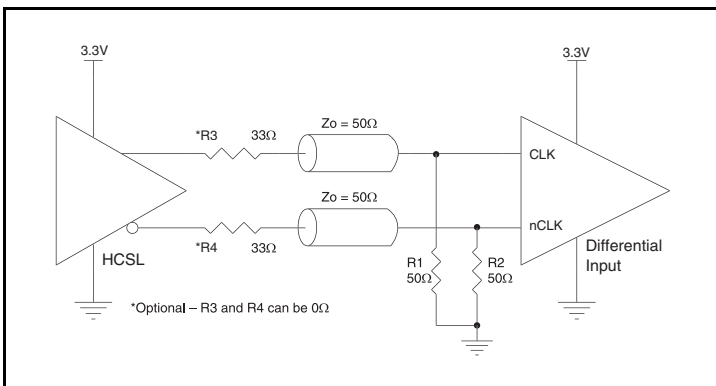 3.3V
3.3V
*R3 33Ω
Zo = 50Ω
CLK
Zo = 50Ω
nCLK
*R4 33Ω
HCSL
R1
50Ω
R2
50Ω
Differential
Input
*Optional – R3 and R4 can be 0Ω